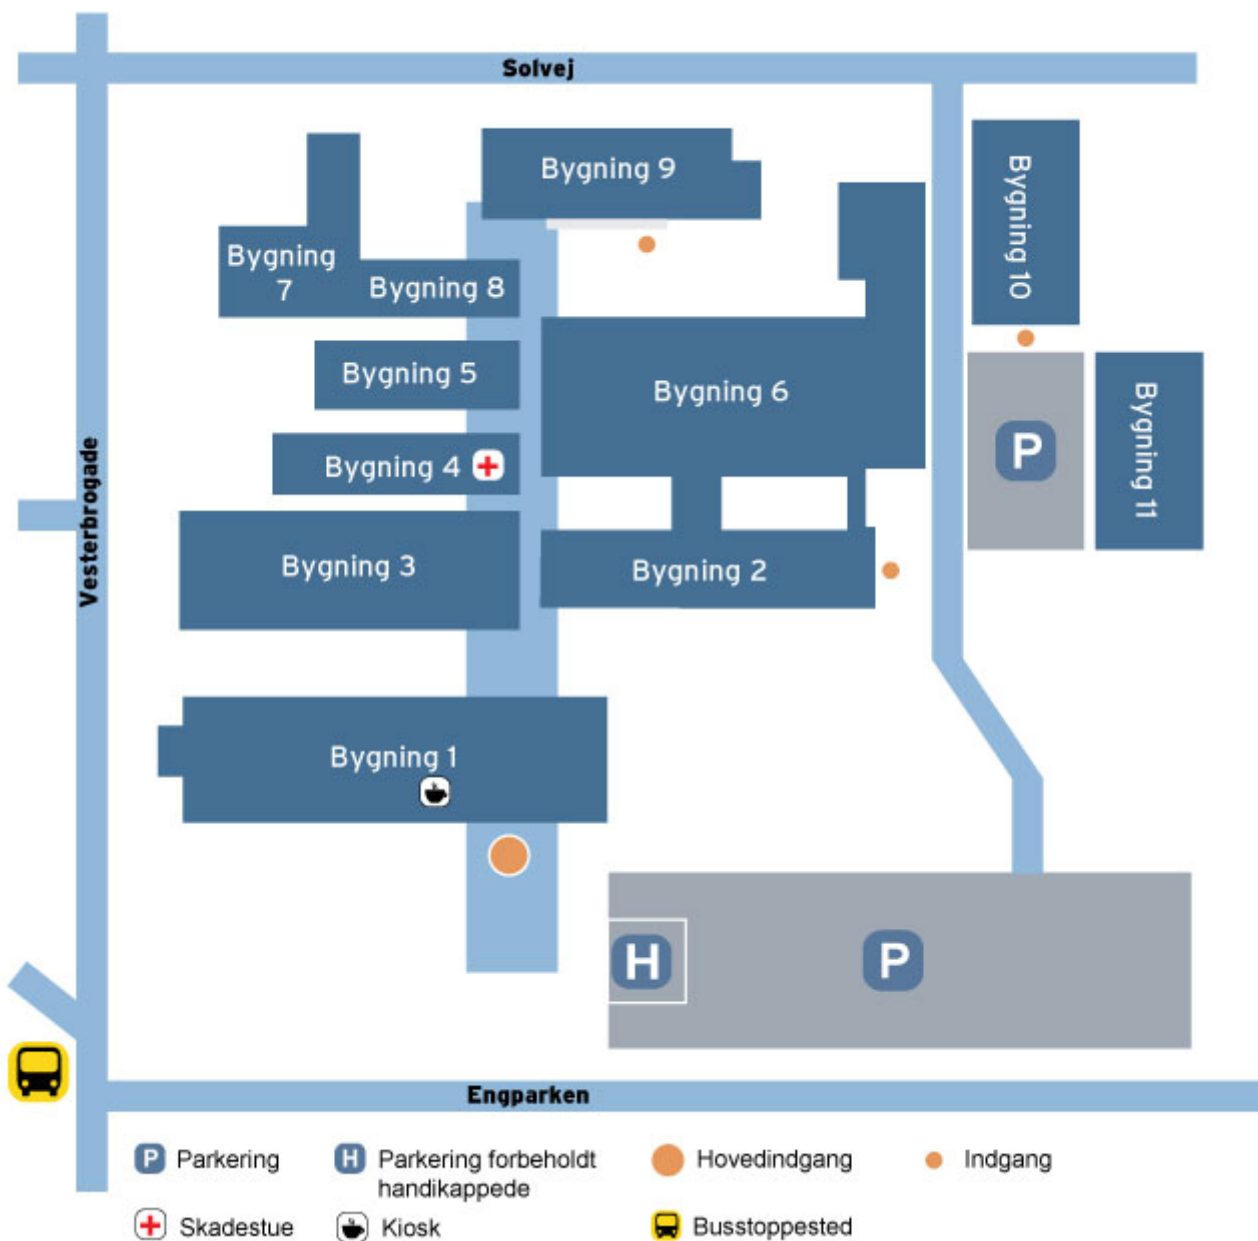 Solvej
Bygning 9
Bygning 10
Bygning
7
Bygning 8
Bygning 5
Bygning 6
Bygning 4
P
Bygning 11
Vesterbrogade
Bygning 3
Bygning 2
Bygning 1
H
P
Engparken
P Parkering
H Parkering forbeholdt
handikappede
Hovedindgang
Indgang
Skadestue
Kiosk
Busstoppested